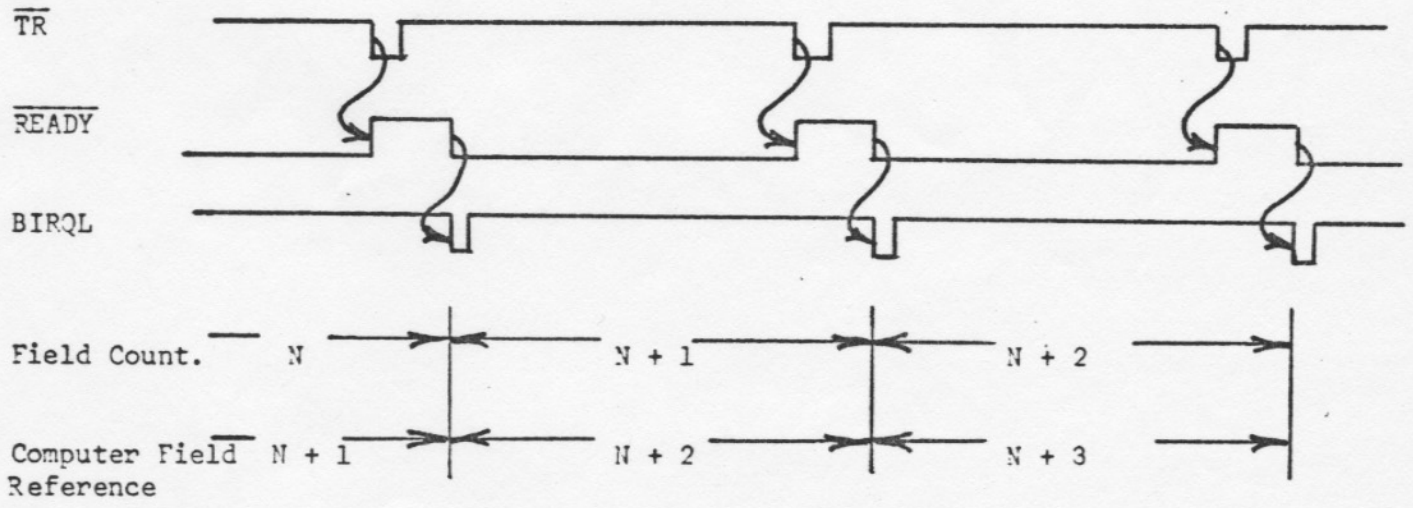 TR
READY
BIRQL
Field Count. N N + 1 N + 2
Computer Field N + 1 N + 2 N + 3
Reference